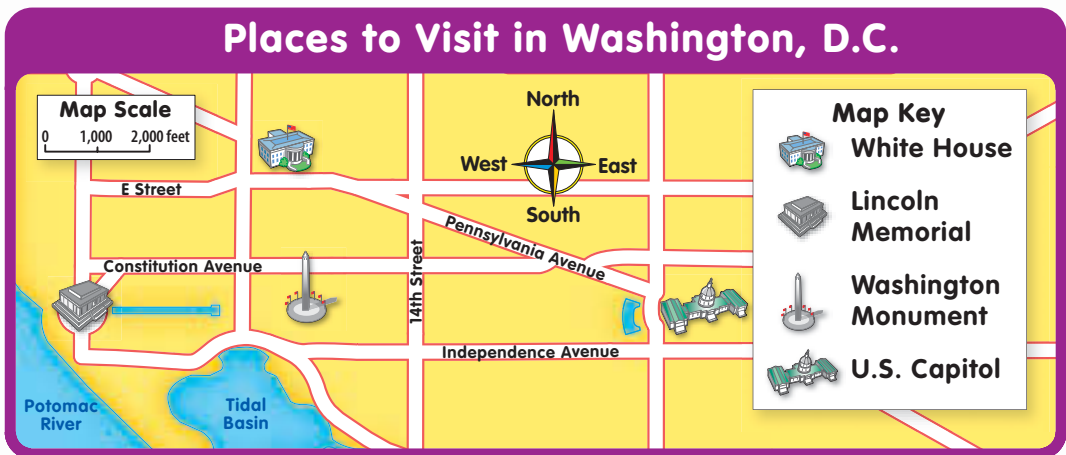 Places to Visit in Washington, D.C.
Map Scale
0 1,000 2,000 feet
North
West
East
South
E Street
Pennsylvania Avenue
Constitution Avenue
14th Street
Independence Avenue
Potomac
River
Tidal
Basin
Map Key
White House
Lincoln
Memorial
Washington
Monument
U.S. Capitol